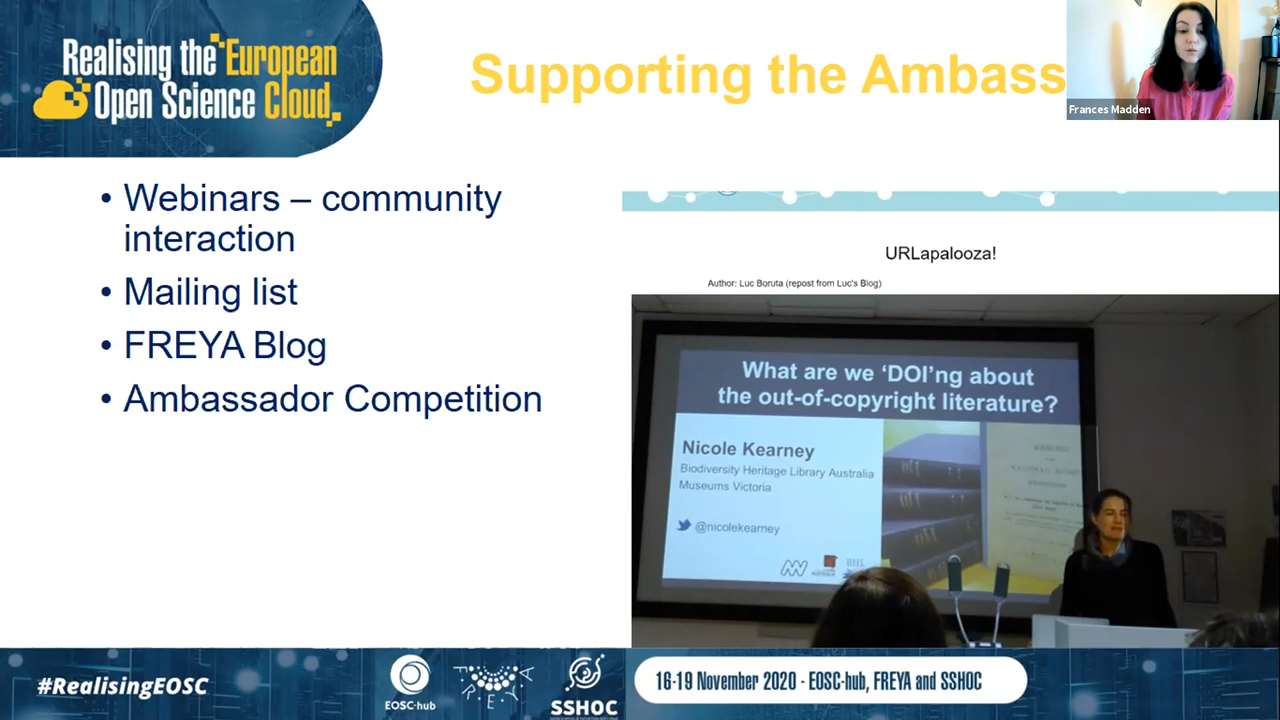 Realising the European
Open Science Cloud
Supporting the Ambass
Frances Madden
• Webinars – community
interaction
• Mailing list
• FREYA Blog
• Ambassador Competition
URLapalooza!
Author: Luc Boruta (repost from Luc's Blog)
What are we ‘DOI’ng about
the out-of-copyright literature?
Nicole Kearney
Biodiversity Heritage Library Australia
Museums Victoria
@nicolekearney
BHL
#RealisingEOSC
EOSC-hub
FREYA
SSHOC
16-19 November 2020 - EOSC-hub, FREYA and SSHOC